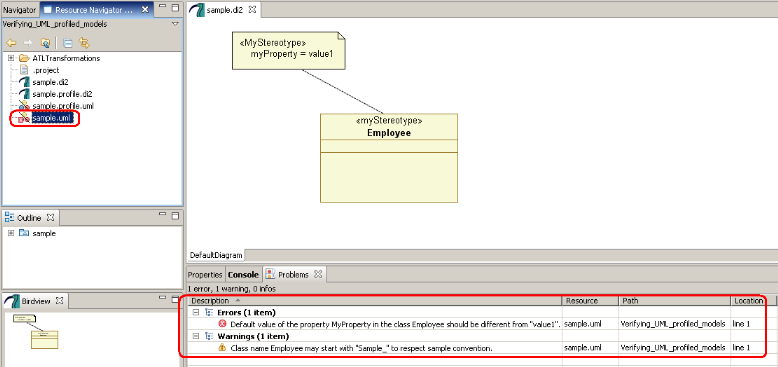 Navigator Resource Navigator ...
Verifying_UML_profiled_models
ATLTransformations
.project
sample.di2
sample.profile.di2
sample.profile.uml
sample.uml
Outline
sample
Birdview
sample.di2
«MyStereotype»
myProperty = value1
«myStereotype»
Employee
DefaultDiagram
Properties Console Problems
1 error, 1 warning, 0 infos
Description Resource Path Location
Errors (1 item)
Default value of the property MyProperty in the class Employee should be different from "value1". sample.uml Verifying_UML_profiled_models line 1
Warnings (1 item)
Class name Employee may start with "Sample_" to respect sample convention. sample.uml Verifying_UML_profiled_models line 1